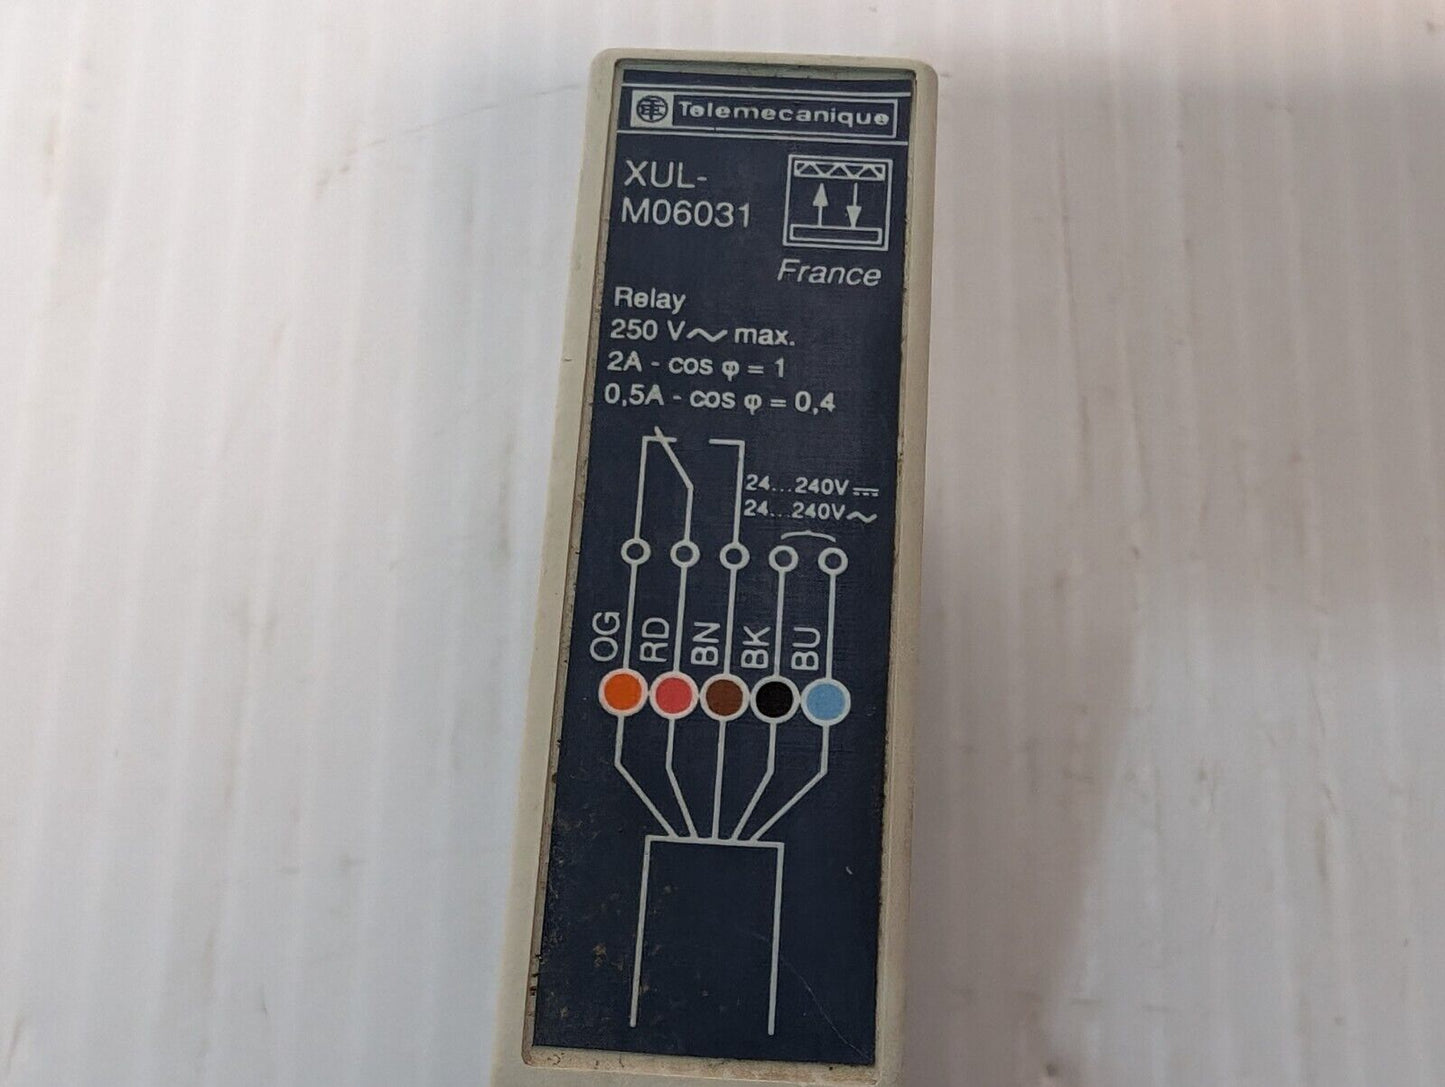 Telemecanique
XUL-
M06031
France
Relay
250 V~ max.
2A - cos φ = 1
0,5A - cos φ = 0,4
24...240V⎓
24...240V~
OG RD BN BK BU